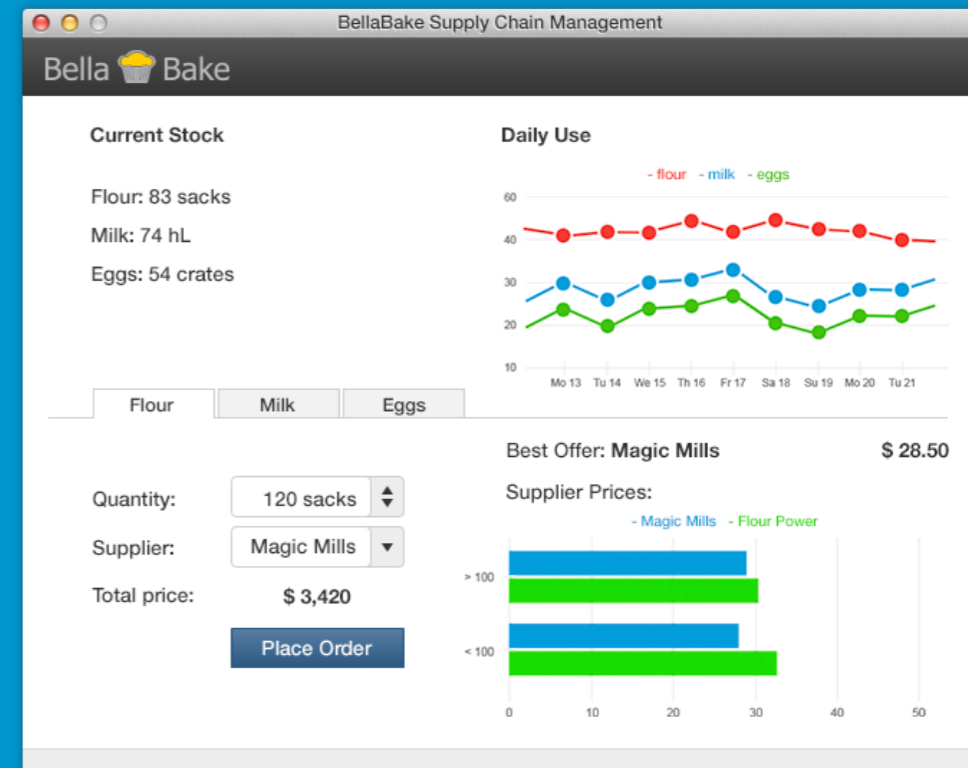 BellaBake Supply Chain Management
Bella Bake
Current Stock
Flour: 83 sacks
Milk: 74 hL
Eggs: 54 crates
Daily Use
- flour - milk - eggs
60
40
30
20
10
Mo 13 Tu 14 We 15 Th 16 Fr 17 Sa 18 Su 19 Mo 20 Tu 21
Flour Milk Eggs
Quantity: 120 sacks
Supplier: Magic Mills
Total price: $ 3,420
Place Order
Best Offer: Magic Mills $ 28.50
Supplier Prices:
- Magic Mills - Flour Power
> 100
< 100
0 10 20 30 40 50